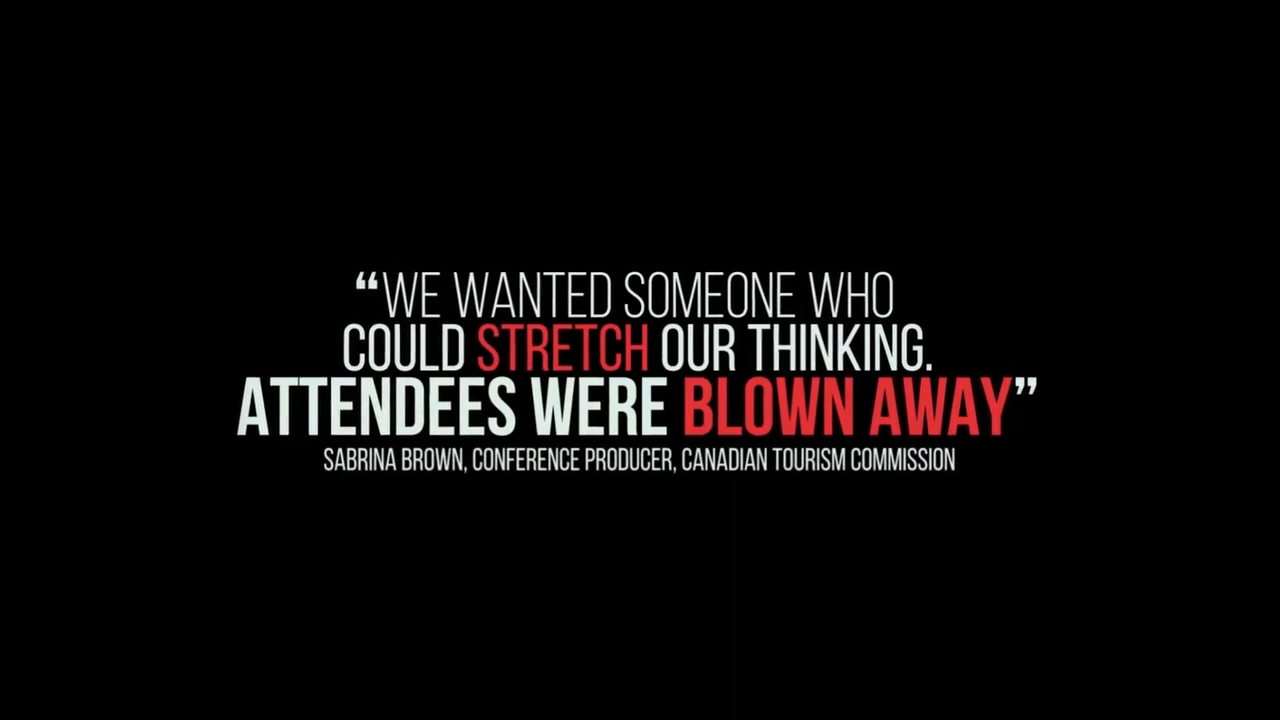 “WE WANTED SOMEONE WHO
COULD STRETCH OUR THINKING.
ATTENDEES WERE BLOWN AWAY”
SABRINA BROWN, CONFERENCE PRODUCER, CANADIAN TOURISM COMMISSION